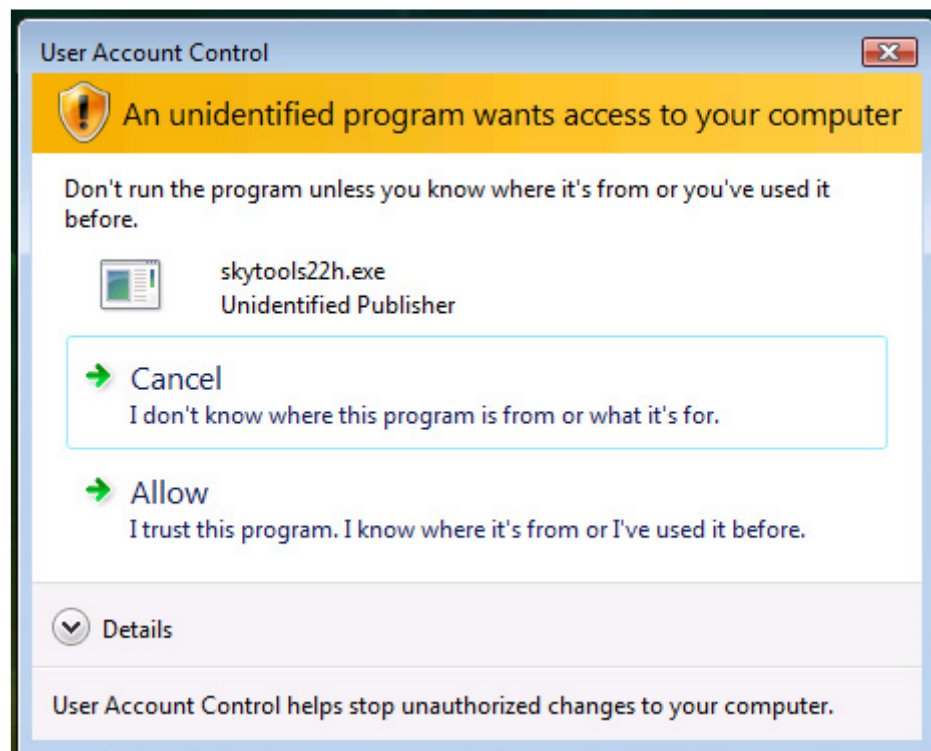 User Account Control
An unidentified program wants access to your computer
Don't run the program unless you know where it's from or you've used it
before.
skytools22h.exe
Unidentified Publisher
Cancel
I don't know where this program is from or what it's for.
Allow
I trust this program. I know where it's from or I've used it before.
Details
User Account Control helps stop unauthorized changes to your computer.